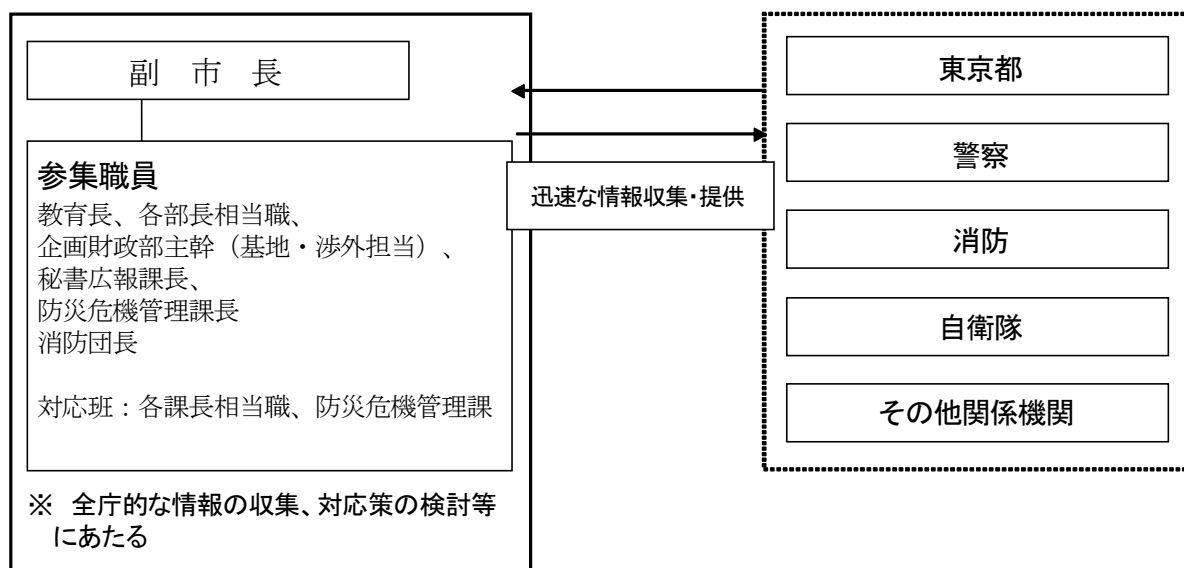 副 市 長
参集職員
教育長、各部長相当職、
企画財政部主幹（基地・渉外担当）、
秘書広報課長、
防災危機管理課長
消防団長
対応班：各課長相当職、防災危機管理課
※ 全庁的な情報の収集、対応策の検討等
にあたる
迅速な情報収集・提供
東京都
警察
消防
自衛隊
その他関係機関